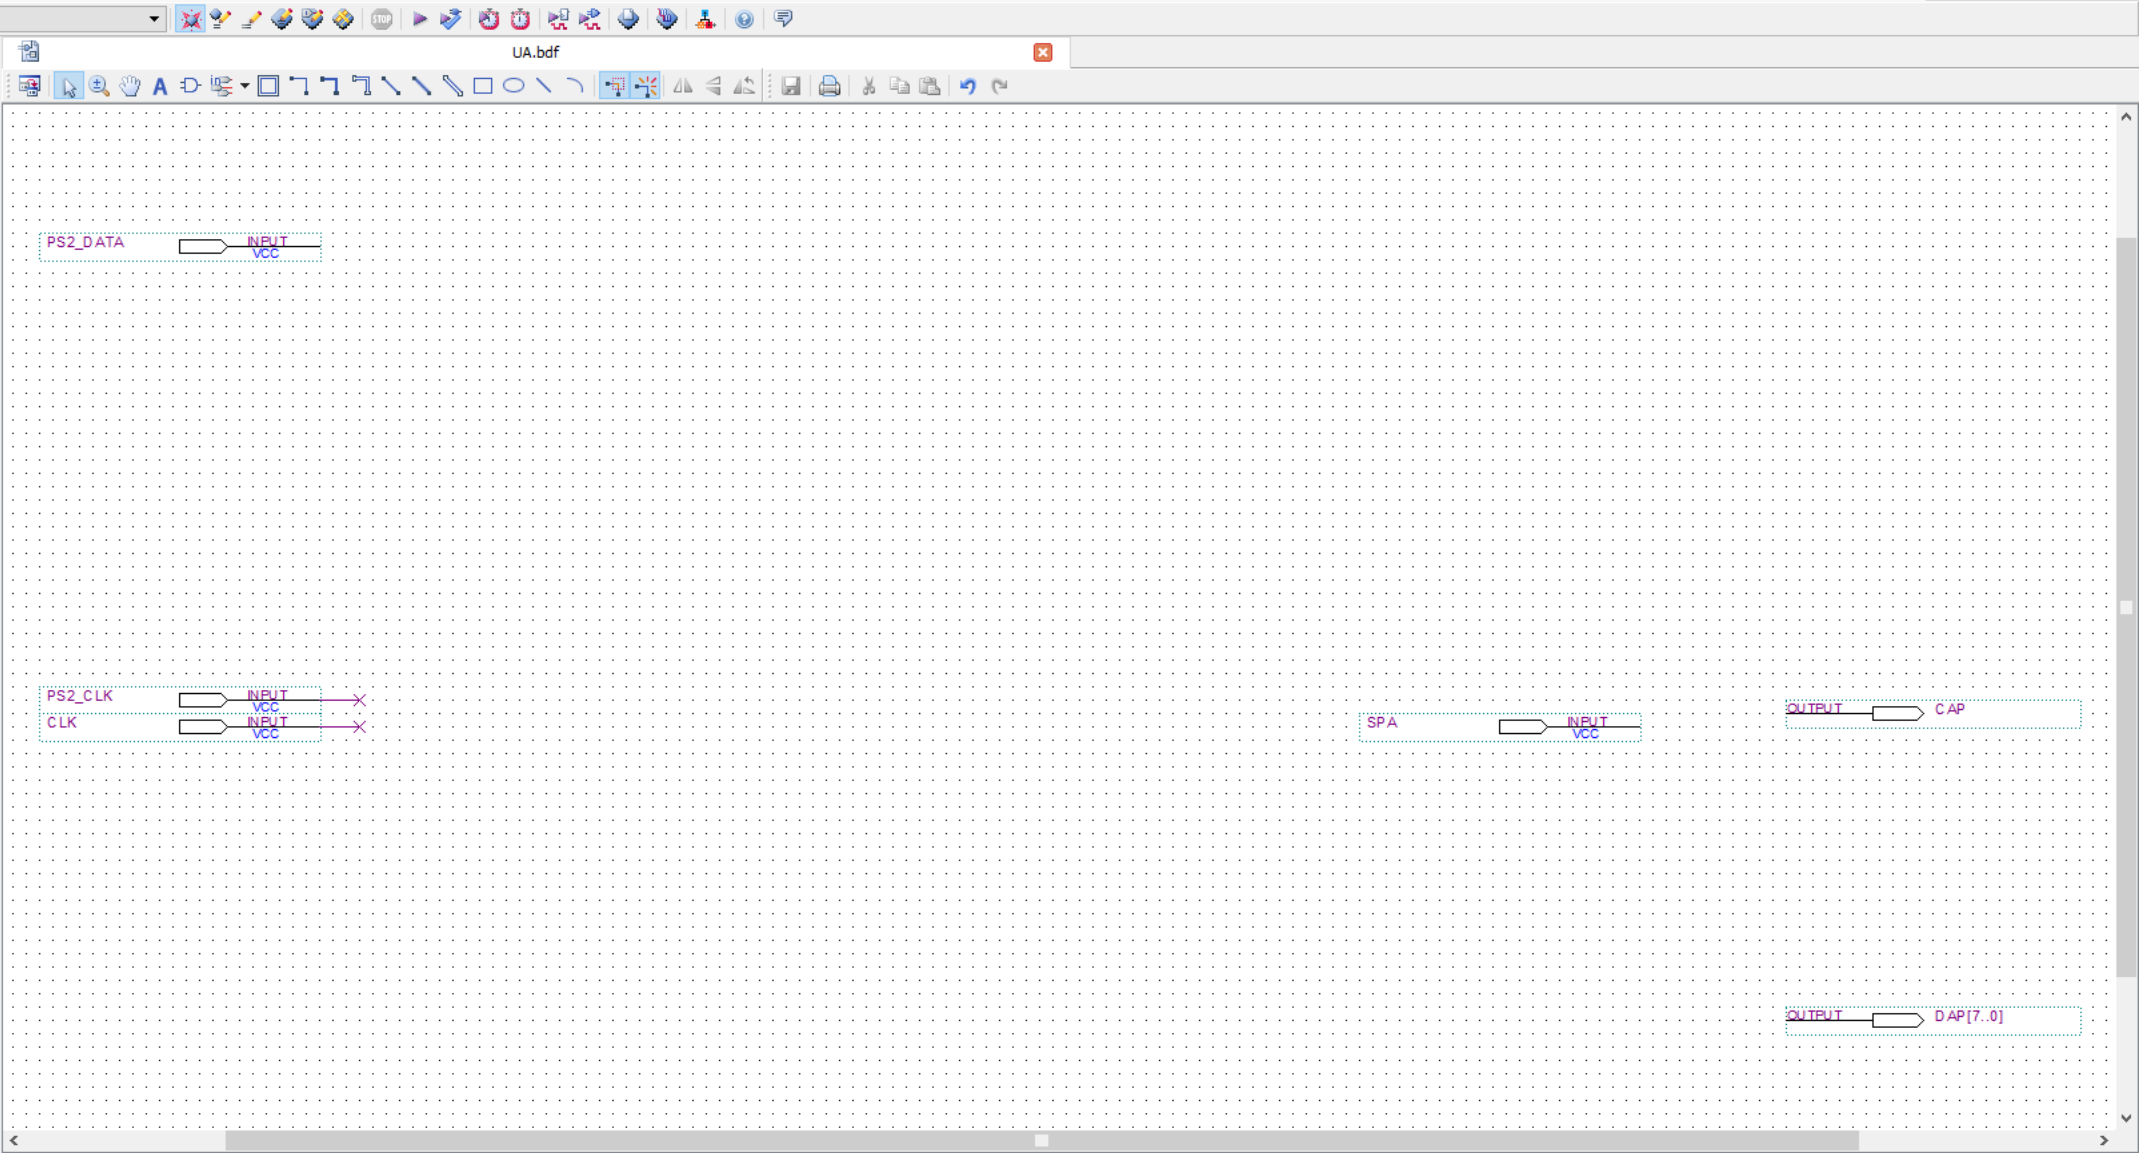 STOP
UA.bdf
A
PS2_DATA INPUT
VCC
PS2_CLK INPUT
VCC
CLK INPUT
VCC
SPA INPUT
VCC
OUTPUT CAP
OUTPUT DAP[7..0]